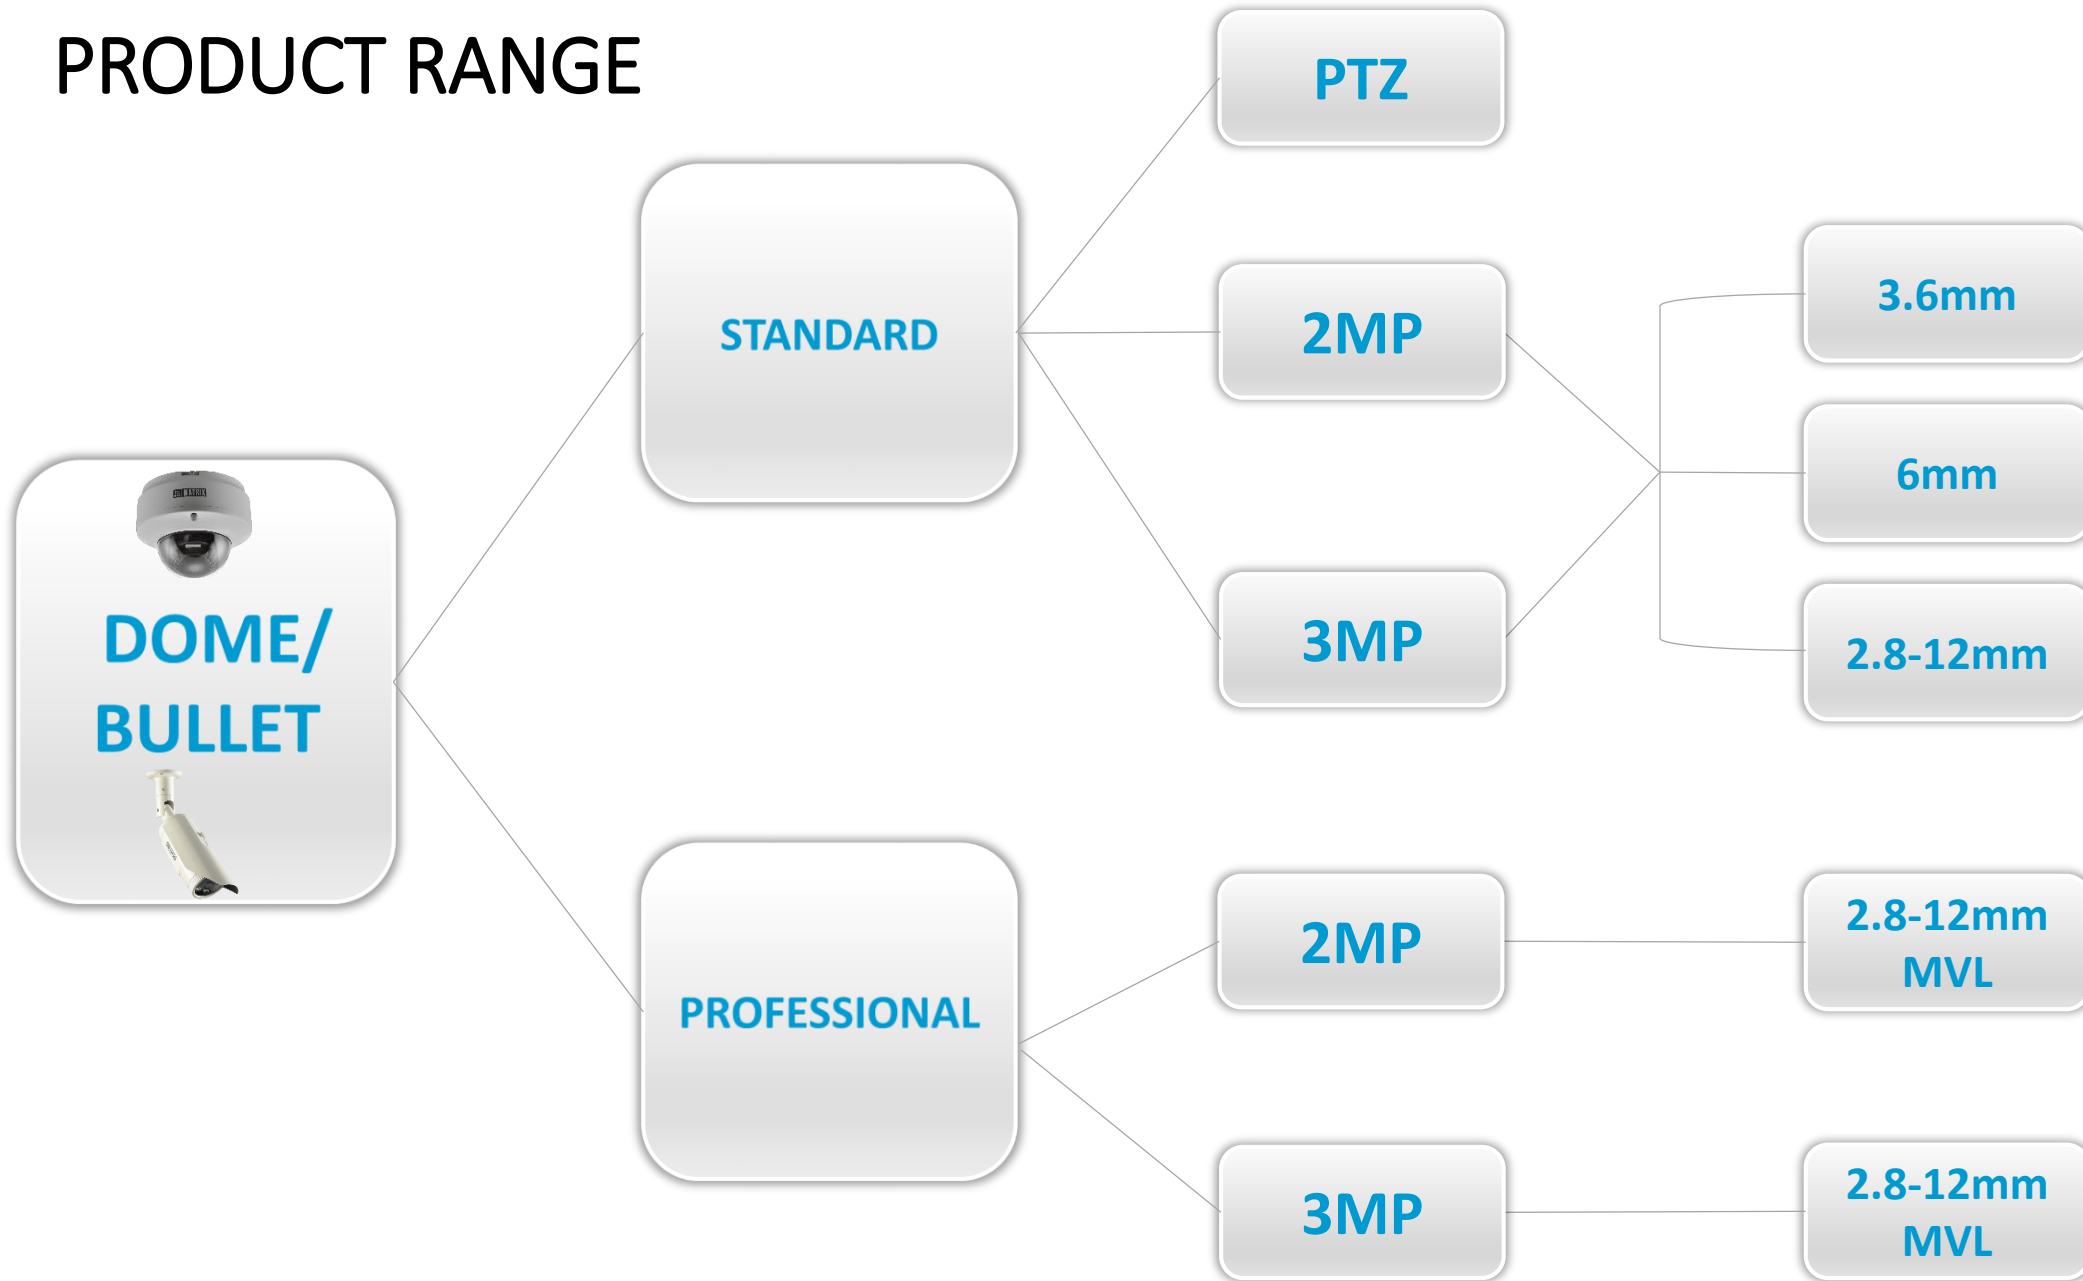 PRODUCT RANGE
PTZ
STANDARD
2MP
3.6mm
6mm
3MP
2.8-12mm
MATRIX
DOME/
BULLET
PROFESSIONAL
2MP
2.8-12mm
MVL
3MP
2.8-12mm
MVL